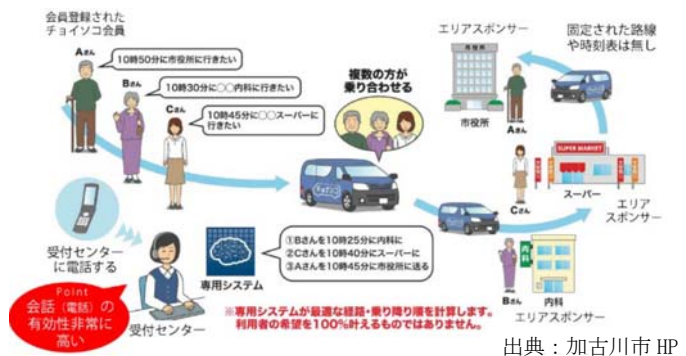 会員登録された
チョイソコ会員
Aさん
10時50分に市役所に行きたい
Bさん
10時30分に○○内科に行きたい
Cさん
10時45分に○○スーパーに
行きたい
複数の方が
乗り合わせる
エリアスポンサー
市役所
市役所
Aさん
固定された路線
や時刻表は無し
SUPER MARKET
スーパー
Cさん
エリア
スポンサー
内科
Bさん
内科
エリアスポンサー
受付センター
に電話する
Point
会話（電話）の
有効性非常に
高い
受付センター
専用システム
①Bさんを10時25分に内科に
②Cさんを10時40分にスーパーに
③Aさんを10時45分に市役所に送る
※専用システムが最適な経路・乗り降り順を計算します。
利用者の希望を100%叶えるものではありません。
出典：加古川市HP